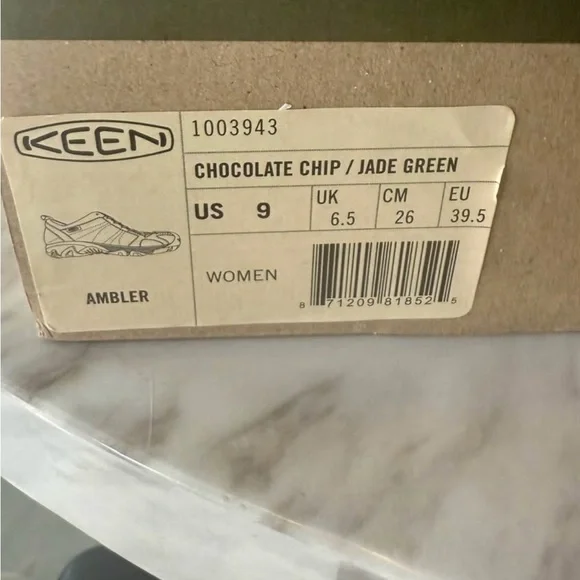 KEEN
1003943
CHOCOLATE CHIP / JADE GREEN
US 9
UK 6.5
CM 26
EU 39.5
AMBLER
WOMEN
8 71209 81852 5